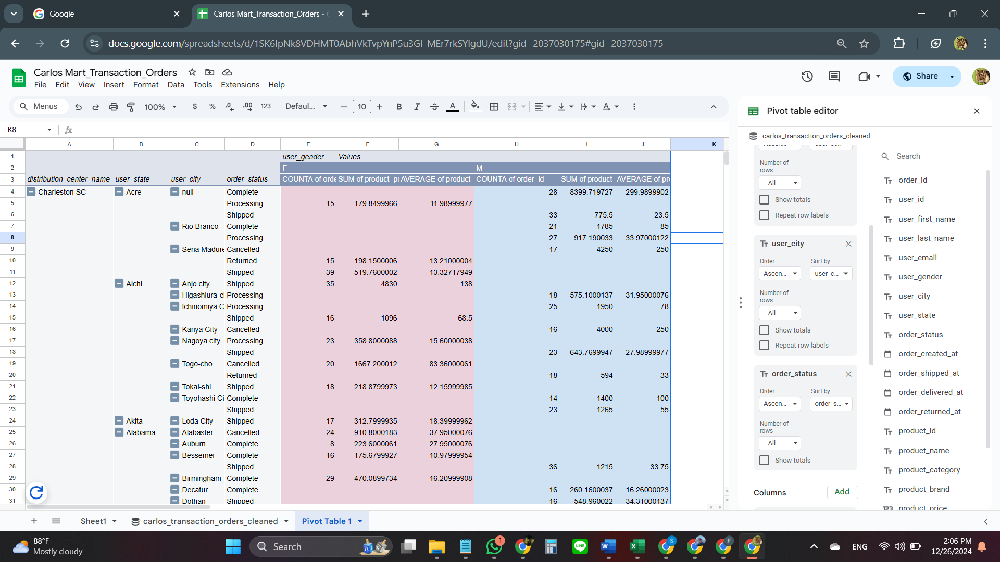 Google
Carlos Mart_Transaction_Orders -
docs.google.com/spreadsheets/d/1SK6IpNk8VDHMT0AbhVkTvpYnP5u3Gf-MEr7rkSYlgdU/edit?gid=2037030175#gid=2037030175
Carlos Mart_Transaction_Orders
File Edit View Insert Format Data Tools Extensions Help
Share
Menus 100% $ % .0 .00 123 Defaul... 10 B I S A
Pivot table editor
K8 fx
carlos_transaction_orders_cleaned
A B C D E F G H I J K
1 user_gender Values
2 F M
3 distribution_center_name user_state user_city order_status COUNTA of orde SUM of product_pr AVERAGE of product_ COUNTA of order_id SUM of product_ AVERAGE of pro
4 Charleston SC Acre null Complete 28 8399.719727 299.9899902
5 Processing 15 179.8499966 11.98999977
6 Shipped 33 775.5 23.5
7 Rio Branco Complete 21 1785 85
8 Processing 27 917.190033 33.97000122
9 Sena Madure Cancelled 17 4250 250
10 Returned 15 198.1500006 13.21000004
11 Shipped 39 519.7600002 13.32717949
12 Aichi Anjo city Shipped 35 4830 138
13 Higashiura-cl Processing 18 575.1000137 31.95000076
14 Ichinomiya C Processing 25 1950 78
15 Shipped 16 1096 68.5
16 Kariya City Cancelled 16 4000 250
17 Nagoya city Processing 23 358.8000088 15.60000038
18 Shipped 23 643.7699947 27.98999977
19 Togo-cho Cancelled 20 1667.200012 83.36000061
20 Returned 18 594 33
21 Tokai-shi Shipped 18 218.8799973 12.15999985
22 Toyohashi Ci Complete 14 1400 100
23 Shipped 23 1265 55
24 Akita Loda City Shipped 17 312.7999935 18.39999962
25 Alabama Alabaster Cancelled 24 910.8000183 37.95000076
26 Auburn Complete 8 223.6000061 27.95000076
27 Bessemer Complete 16 175.6799927 10.97999954
28 Shipped 36 1215 33.75
29 Birmingham Complete 29 470.0899734 16.20999908
30 Decatur Complete 16 260.1600037 16.26000023
31 Dothan Shipped 16 548.960022 34.31000137
Number of
rows
All
Show totals
Repeat row labels
user_city
Order Sort by
Ascen... user_c...
Number of
rows
All
Show totals
Repeat row labels
order_status
Order Sort by
Ascen... order_s...
Number of
rows
All
Show totals
Columns Add
Search
order_id
user_id
user_first_name
user_last_name
user_email
user_gender
user_city
user_state
order_status
order_created_at
order_shipped_at
order_delivered_at
order_returned_at
product_id
product_name
product_category
product_brand
123 product_price
Sheet1 carlos_transaction_orders_cleaned Pivot Table 1
88°F
Mostly cloudy
Search
1
LINE
W
X
S
F
ENG
2:06 PM
12/26/2024